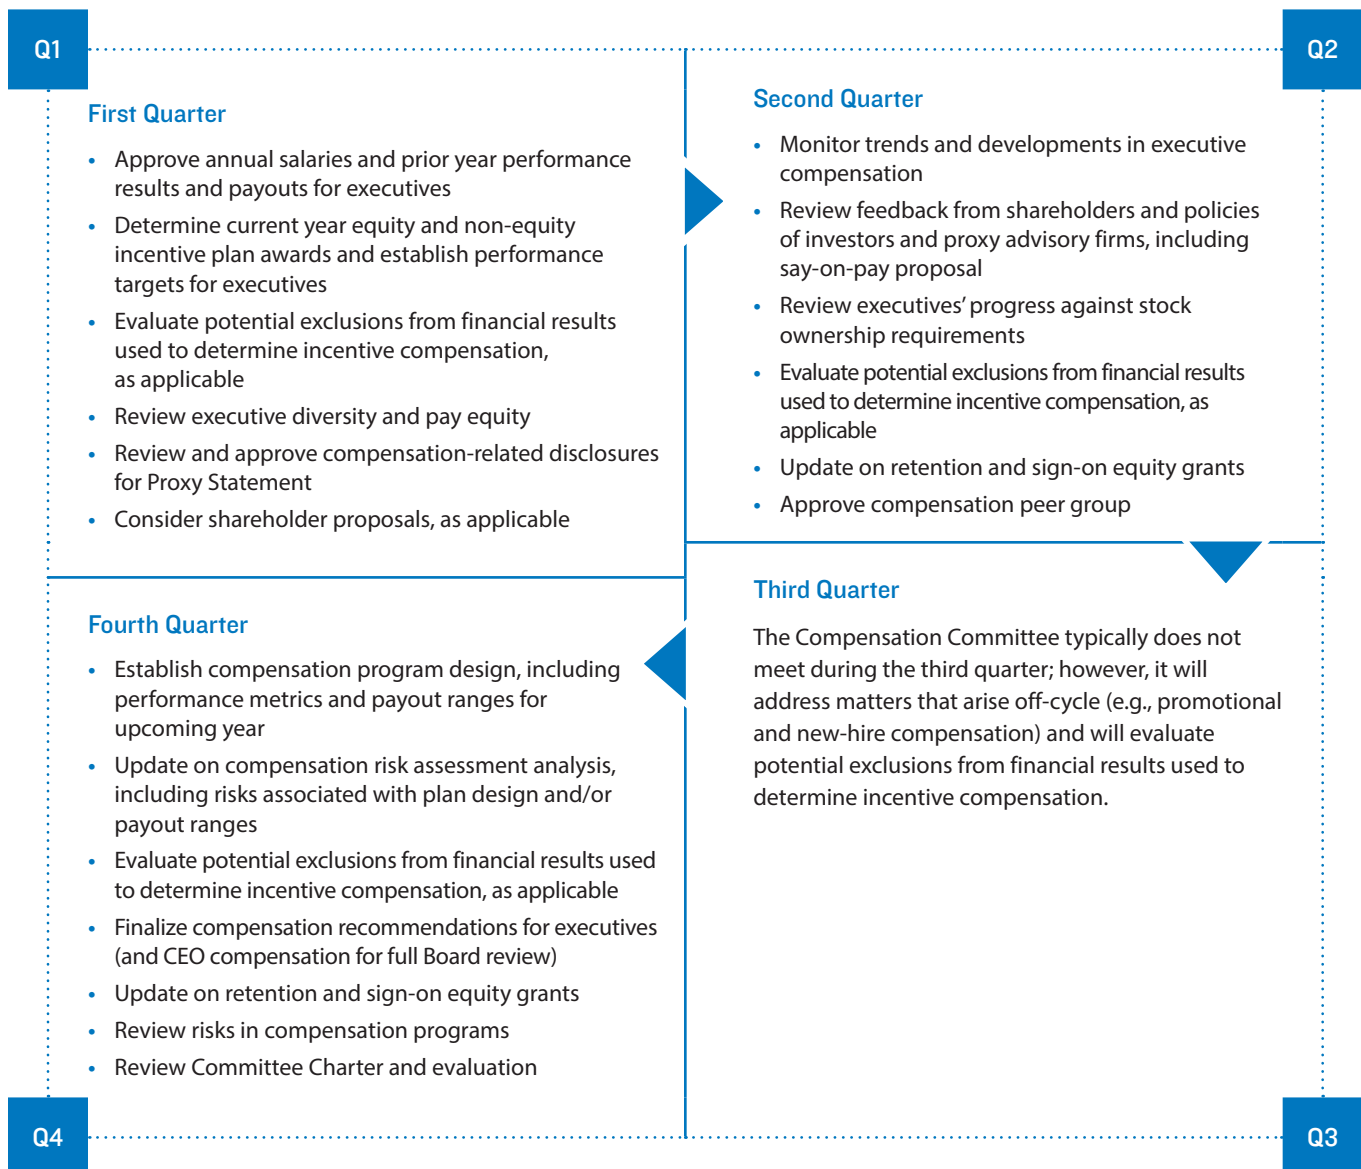 Q1
First Quarter
• Approve annual salaries and prior year performance
results and payouts for executives
• Determine current year equity and non-equity
incentive plan awards and establish performance
targets for executives
• Evaluate potential exclusions from financial results
used to determine incentive compensation,
as applicable
• Review executive diversity and pay equity
• Review and approve compensation-related disclosures
for Proxy Statement
• Consider shareholder proposals, as applicable
Q2
Second Quarter
• Monitor trends and developments in executive
compensation
• Review feedback from shareholders and policies
of investors and proxy advisory firms, including
say-on-pay proposal
• Review executives’ progress against stock
ownership requirements
• Evaluate potential exclusions from financial results
used to determine incentive compensation, as
applicable
• Update on retention and sign-on equity grants
• Approve compensation peer group
Third Quarter
The Compensation Committee typically does not
meet during the third quarter; however, it will
address matters that arise off-cycle (e.g., promotional
and new-hire compensation) and will evaluate
potential exclusions from financial results used to
determine incentive compensation.
Q3
Fourth Quarter
• Establish compensation program design, including
performance metrics and payout ranges for
upcoming year
• Update on compensation risk assessment analysis,
including risks associated with plan design and/or
payout ranges
• Evaluate potential exclusions from financial results used
to determine incentive compensation, as applicable
• Finalize compensation recommendations for executives
(and CEO compensation for full Board review)
• Update on retention and sign-on equity grants
• Review risks in compensation programs
• Review Committee Charter and evaluation
Q4